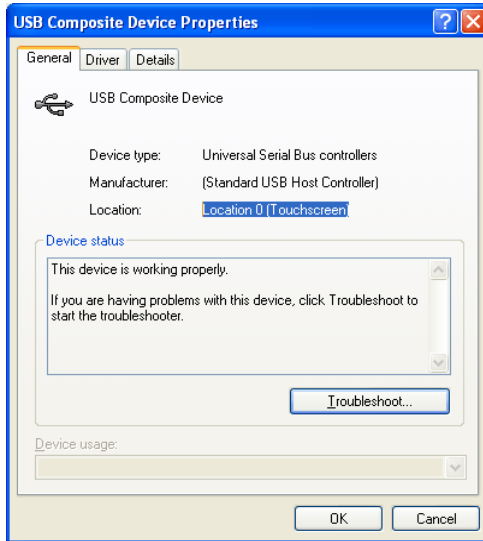 USB Composite Device Properties
General Driver Details
USB Composite Device
Device type: Universal Serial Bus controllers
Manufacturer: (Standard USB Host Controller)
Location: Location 0 (Touchscreen)
Device status
This device is working properly.
If you are having problems with this device, click Troubleshoot to
start the troubleshooter.
Troubleshoot...
Device usage:
OK Cancel